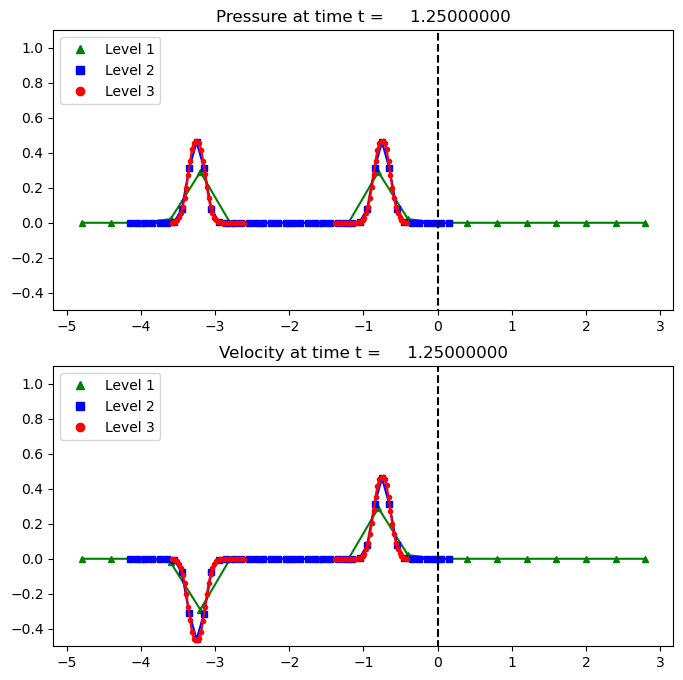 Pressure at time t = 1.25000000
1.0
0.8
0.6
0.4
0.2
0.0
−0.2
−0.4
Level 1
Level 2
Level 3
−5 −4 −3 −2 −1 0 1 2 3
Velocity at time t = 1.25000000
1.0
0.8
0.6
0.4
0.2
0.0
−0.2
−0.4
Level 1
Level 2
Level 3
−5 −4 −3 −2 −1 0 1 2 3